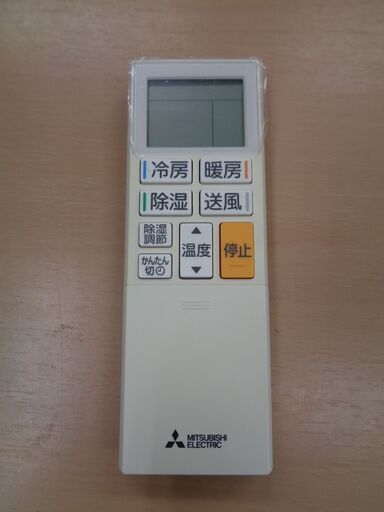 冷房 暖房
除湿 送風
除湿
調節
温度
停止
かんたん
切
MITSUBISHI
ELECTRIC